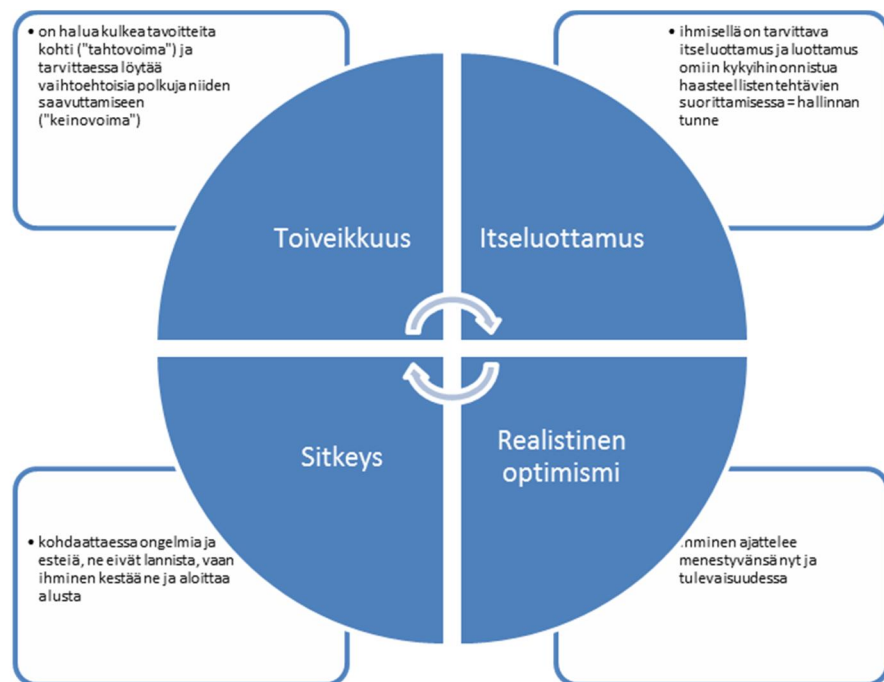 • on halua kulkea tavoitteita
kohti ("tahtovoima") ja
tarvittaessa löytää
vaihtoehtoisia polkuja niiden
saavuttamiseen
("keinovoima")
• ihmisellä on tarvittava
itseluottamus ja luottamus
omiin kykyihin onnistua
haasteellisten tehtävien
suorittamisessa = hallinnan
tunne
Toiveikkuus
Itseluottamus
Sitkeys
Realistinen
optimismi
• kohdaattaessa ongelmia ja
esteiä, ne eivät lannista, vaan
ihminen kestää ne ja aloittaa
alusta
ajattelee
menestyvänsä nyt ja
tulevaisuudessa